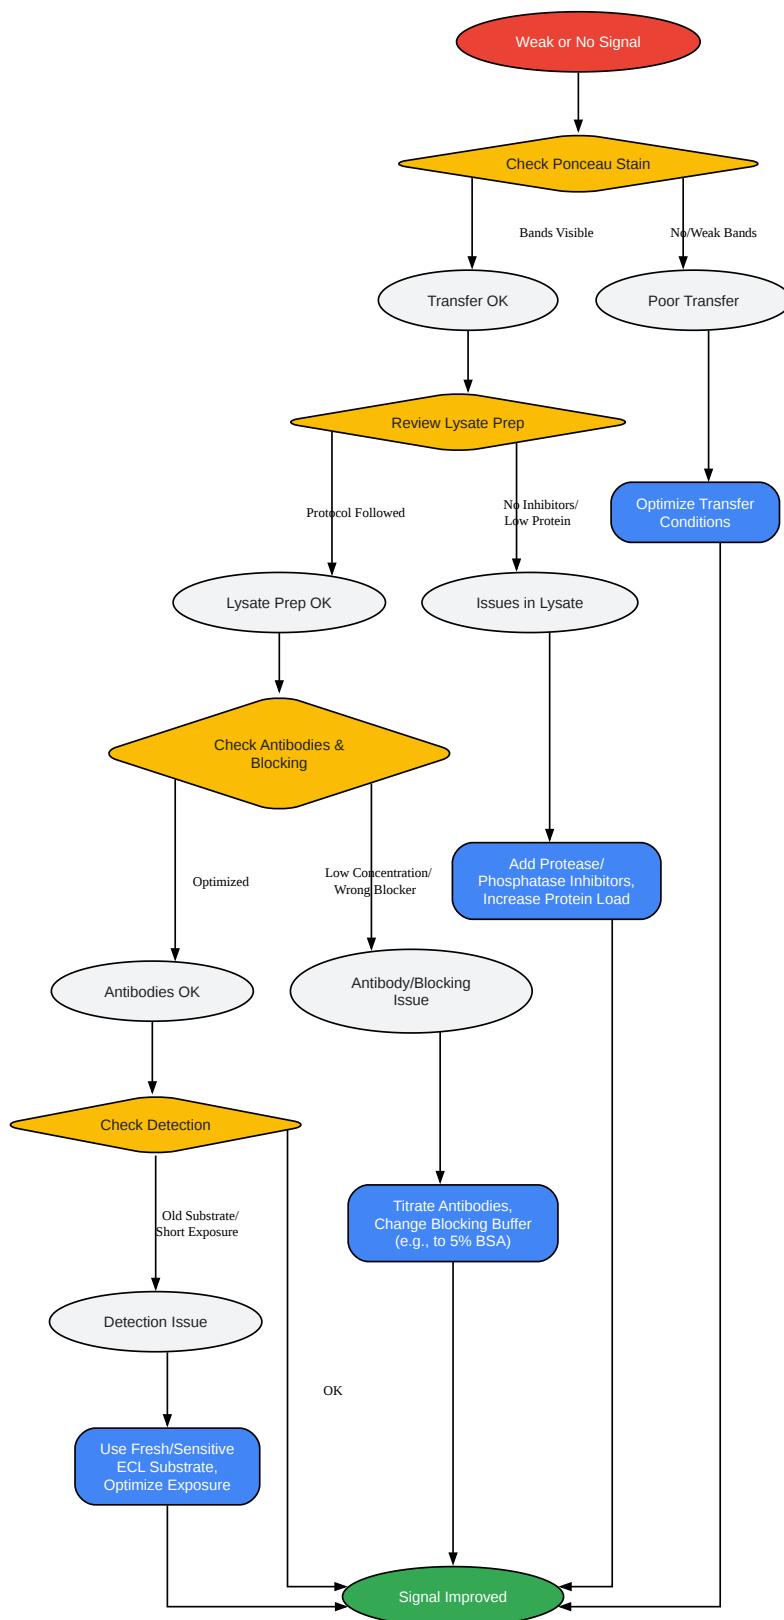 Weak or No Signal
Check Ponceau Stain
Bands Visible
No/Weak Bands
Transfer OK
Poor Transfer
Review Lysate Prep
Protocol Followed
No Inhibitors/
Low Protein
Optimize Transfer
Conditions
Lysate Prep OK
Issues in Lysate
Check Antibodies &
Blocking
Optimized
Low Concentration/
Wrong Blocker
Add Protease/
Phosphatase Inhibitors,
Increase Protein Load
Antibodies OK
Antibody/Blocking
Issue
Check Detection
Old Substrate/
Short Exposure
Titrate Antibodies,
Change Blocking Buffer
(e.g., to 5% BSA)
Detection Issue
OK
Use Fresh/Sensitive
ECL Substrate,
Optimize Exposure
Signal Improved